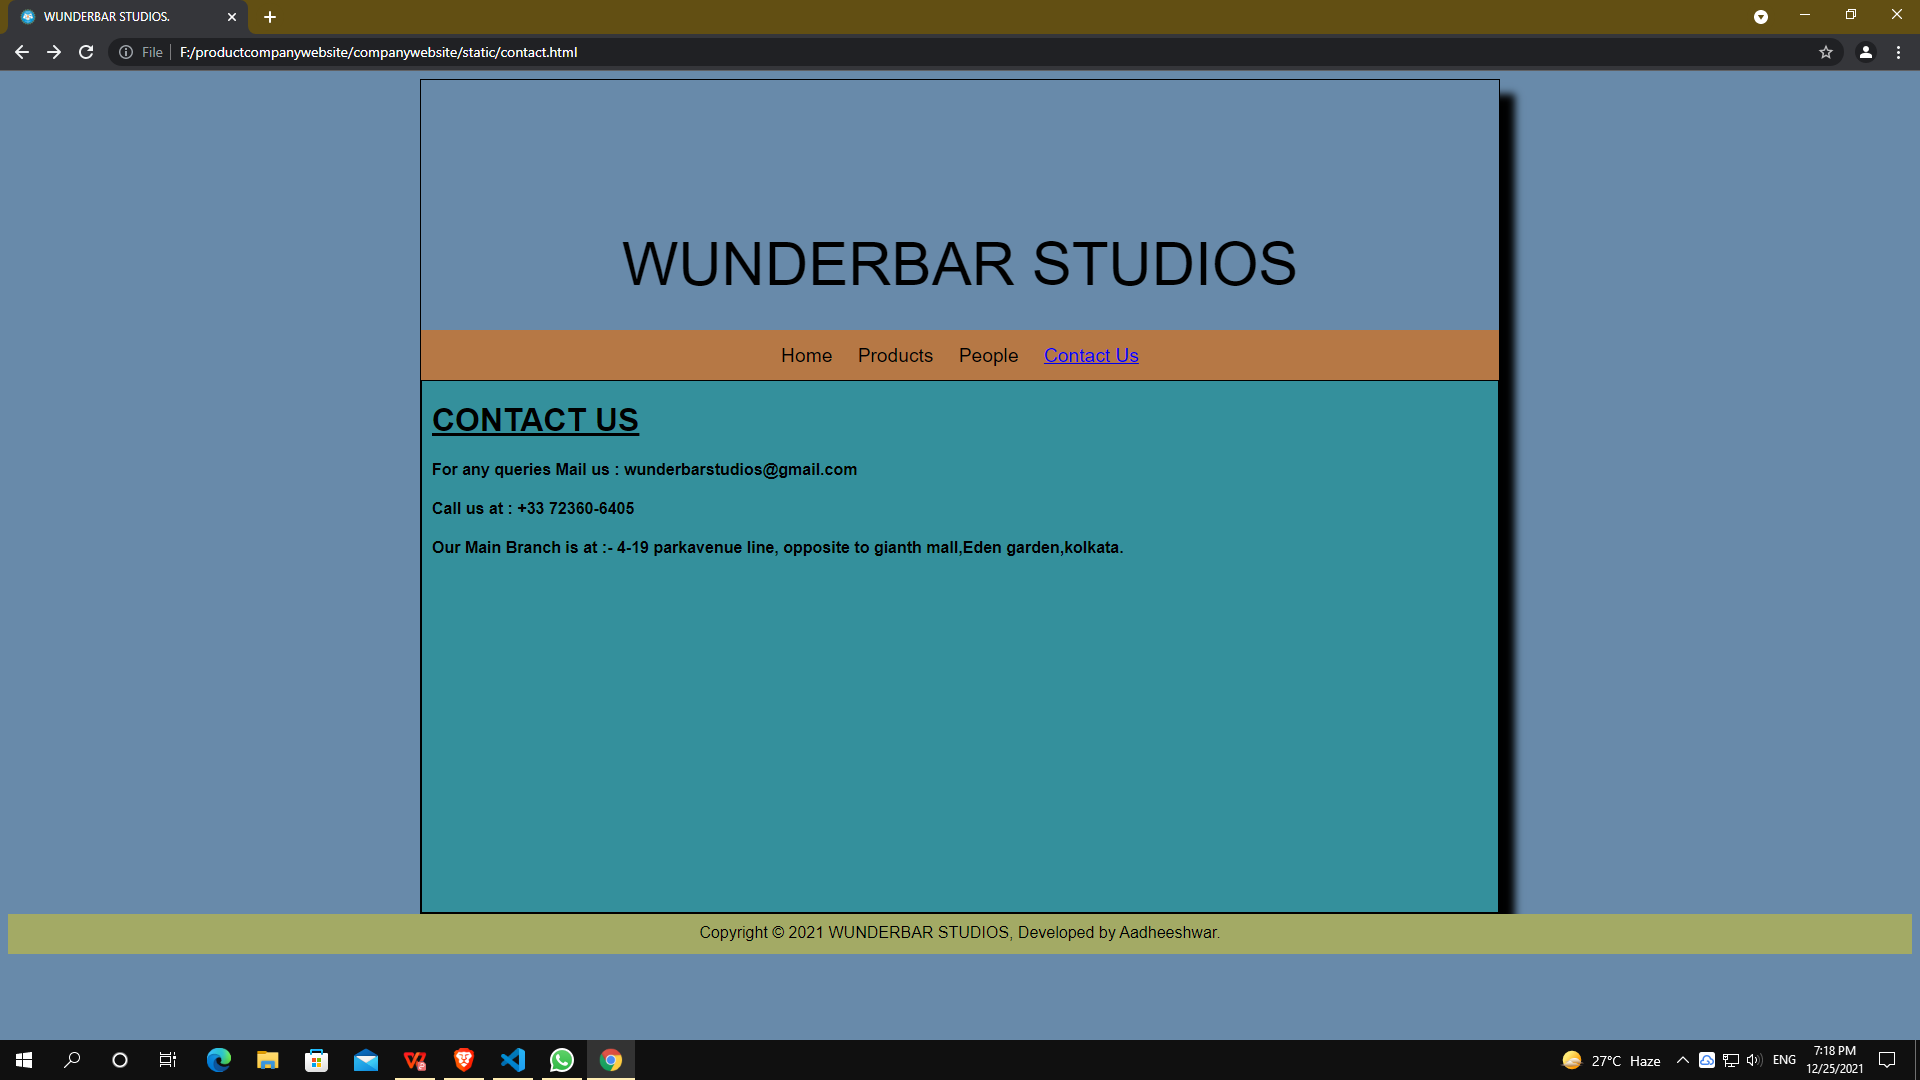 WUNDERBAR STUDIOS.
File F:/productcompanywebsite/companywebsite/static/contact.html
WUNDERBAR STUDIOS
Home Products People Contact Us
CONTACT US
For any queries Mail us : wunderbarstudios@gmail.com
Call us at : +33 72360-6405
Our Main Branch is at :- 4-19 parkavenue line, opposite to gianth mall,Eden garden,kolkata.
Copyright © 2021 WUNDERBAR STUDIOS, Developed by Aadheeshwar.
27°C Haze ENG 7:18 PM
12/25/2021